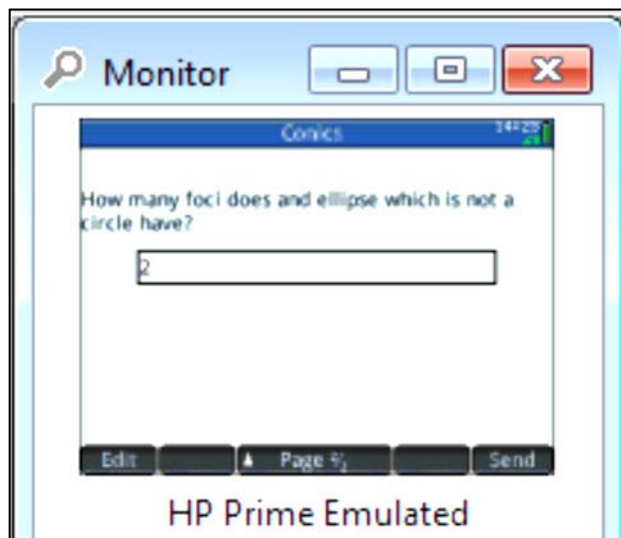 Monitor
Conics
How many foci does and ellipse which is not a
circle have?
2
Edit
Page
Send
HP Prime Emulated